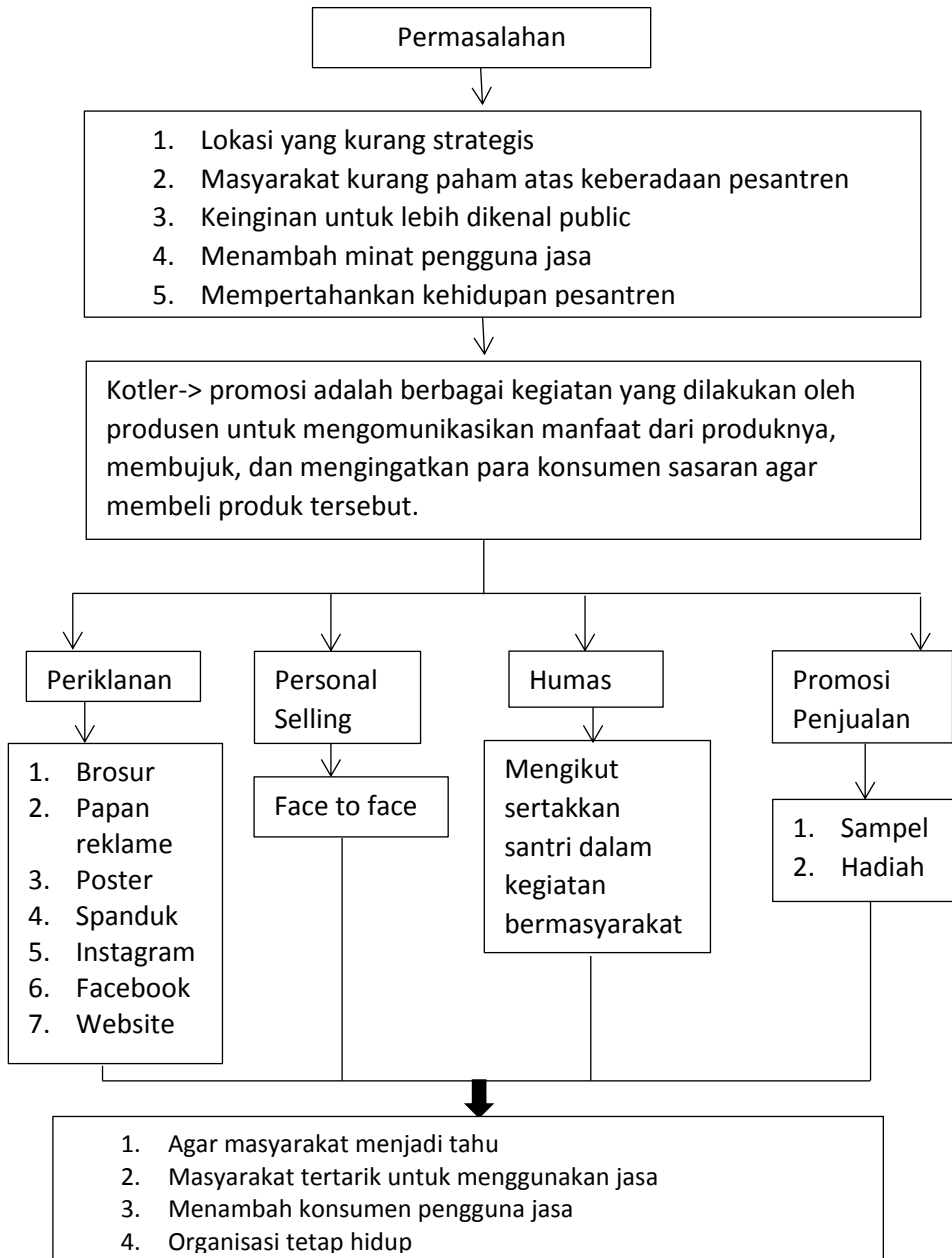 Permasalahan
1. Lokasi yang kurang strategis
2. Masyarakat kurang paham atas keberadaan pesantren
3. Keinginan untuk lebih dikenal public
4. Menambah minat pengguna jasa
5. Mempertahankan kehidupan pesantren
Kotler-> promosi adalah berbagai kegiatan yang dilakukan oleh
produsen untuk mengomunikasikan manfaat dari produknya,
membujuk, dan mengingatkan para konsumen sasaran agar
membeli produk tersebut.
Periklanan
1. Brosur
2. Papan
reklame
3. Poster
4. Spanduk
5. Instagram
6. Facebook
7. Website
Personal
Selling
Face to face
Humas
Mengikut
sertakkan
santri dalam
kegiatan
bermasyarakat
Promosi
Penjualan
1. Sampel
2. Hadiah
1. Agar masyarakat menjadi tahu
2. Masyarakat tertarik untuk menggunakan jasa
3. Menambah konsumen pengguna jasa
4. Organisasi tetap hidup